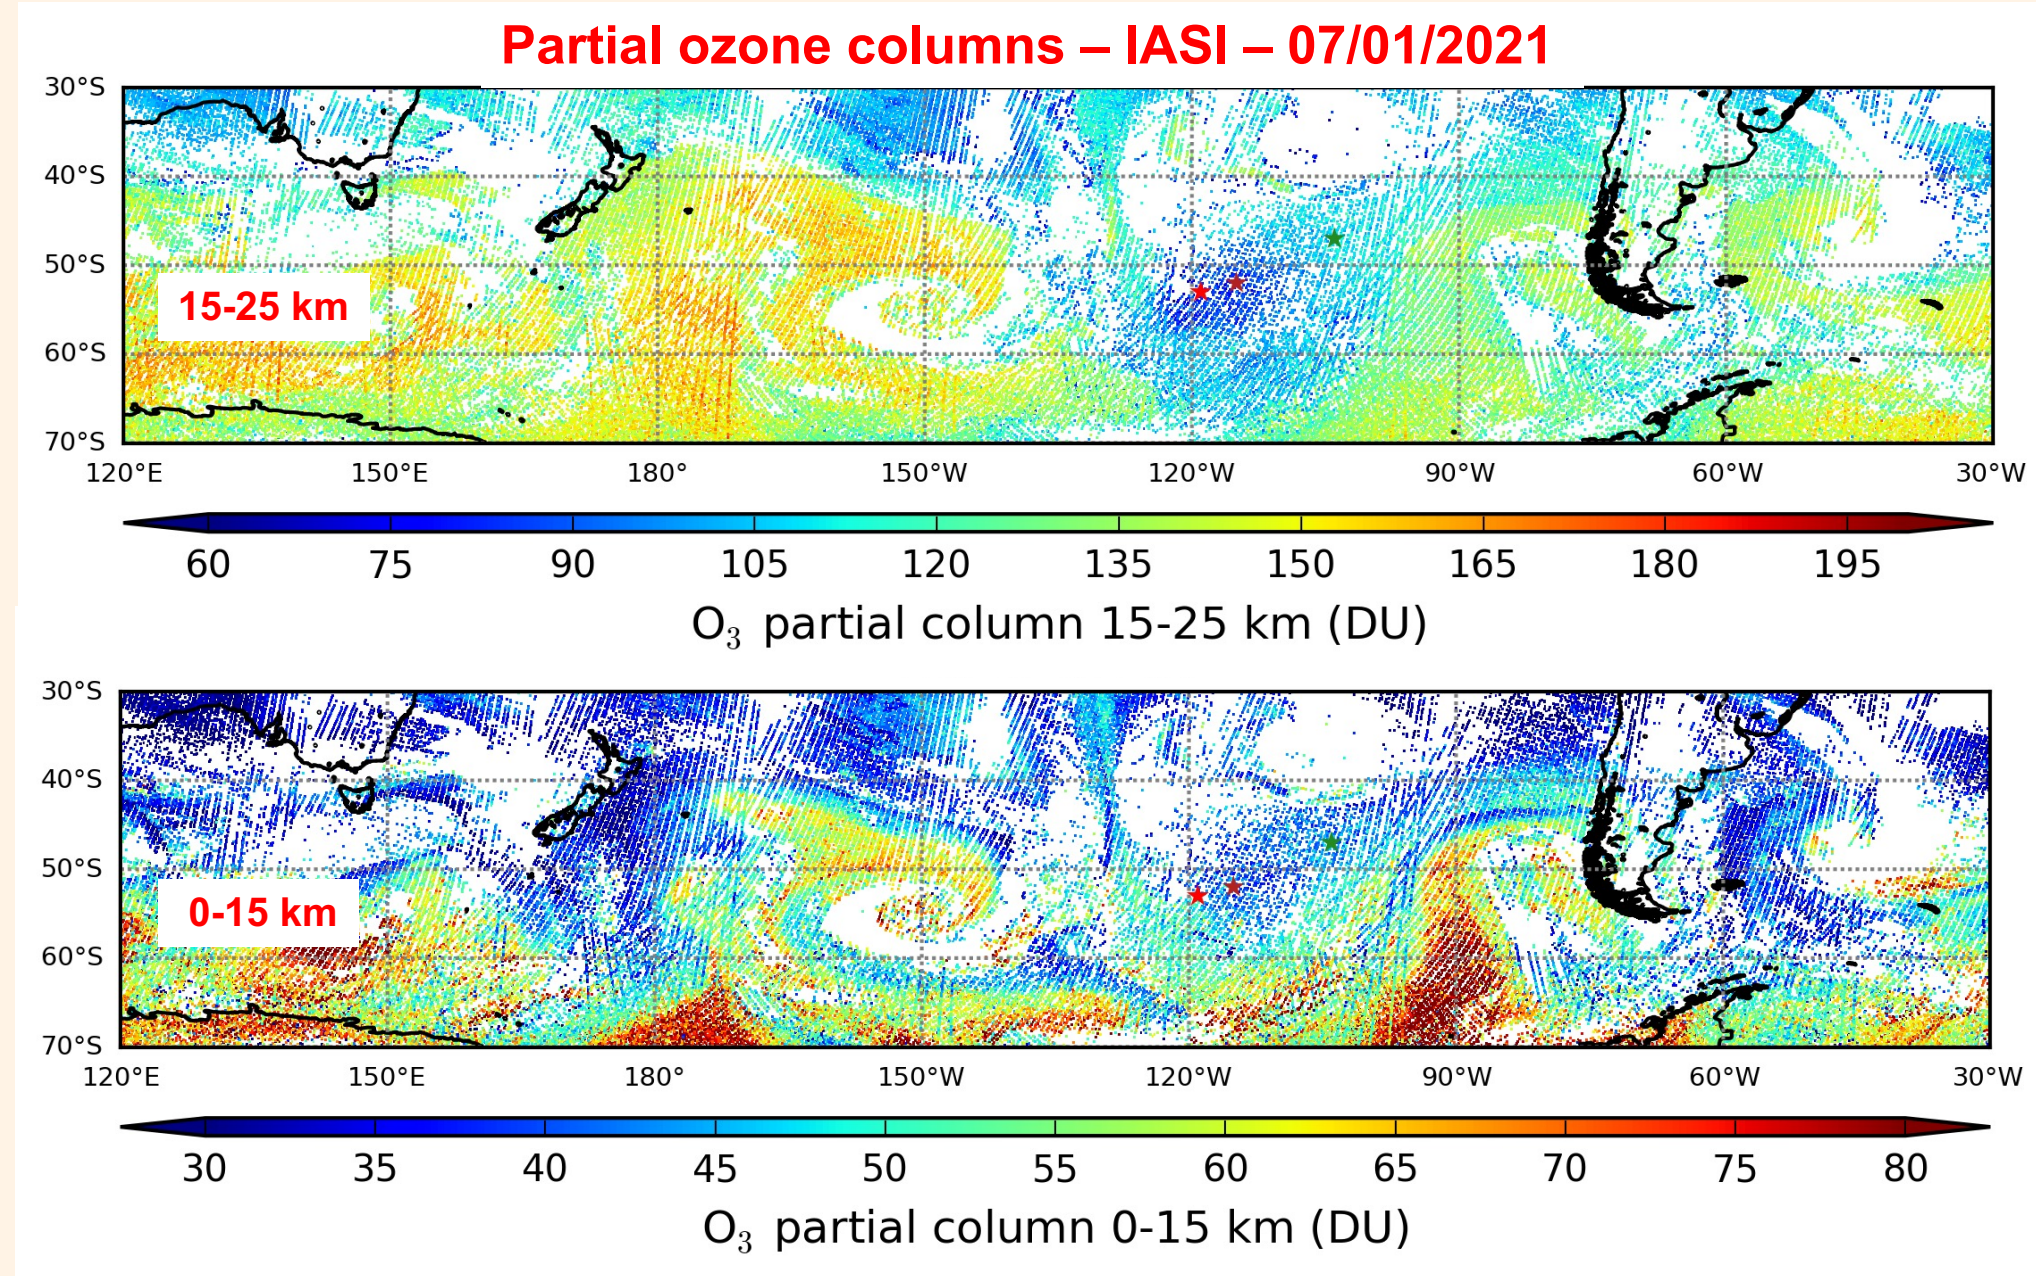 Partial ozone columns – IASI – 07/01/2021
30°S
40°S
50°S
15-25 km
60°S
70°S
120°E 150°E 180° 150°W 120°W 90°W 60°W 30°W
60 75 90 105 120 135 150 165 180 195
O₃ partial column 15-25 km (DU)
30°S
40°S
50°S
0-15 km
60°S
70°S
120°E 150°E 180° 150°W 120°W 90°W 60°W 30°W
30 35 40 45 50 55 60 65 70 75 80
O₃ partial column 0-15 km (DU)